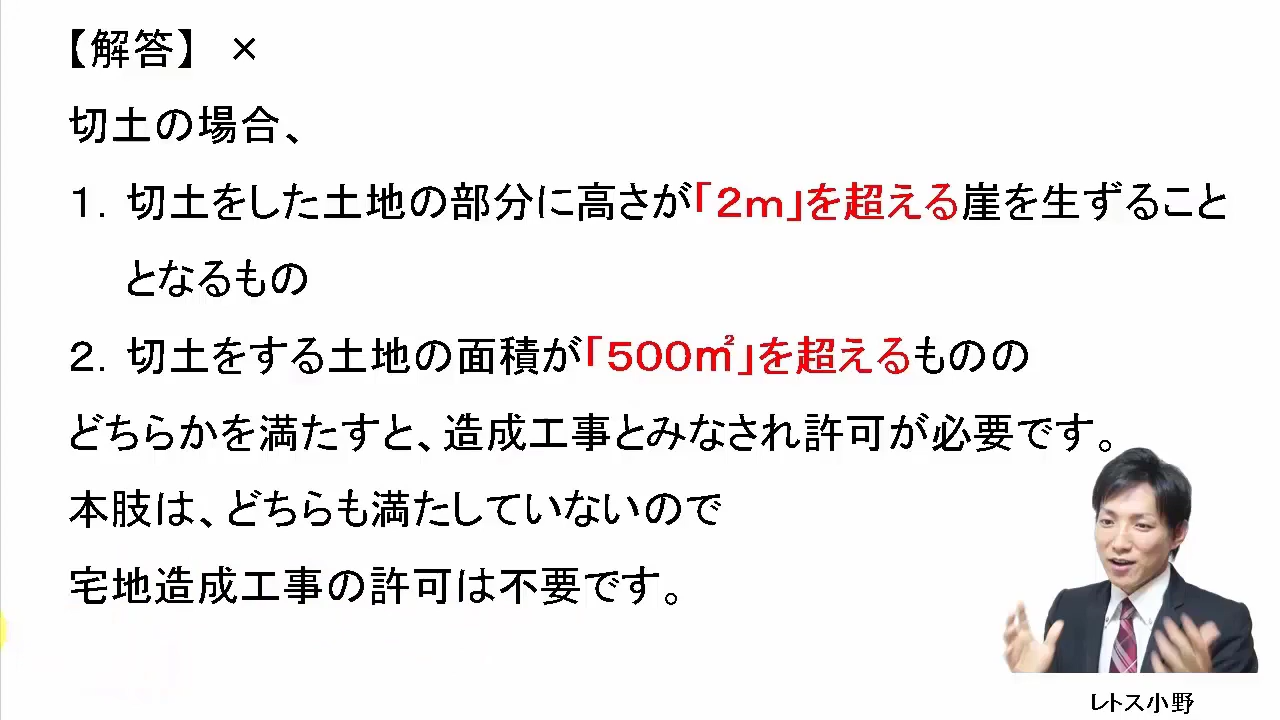 【解答】 ×
切土の場合、
１．切土をした土地の部分に高さが「２ｍ」を超える崖を生ずること
となるもの
２．切土をする土地の面積が「５００㎡」を超えるものの
どちらかを満たすと、造成工事とみなされ許可が必要です。
本肢は、どちらも満たしていないので
宅地造成工事の許可は不要です。
レトス小野